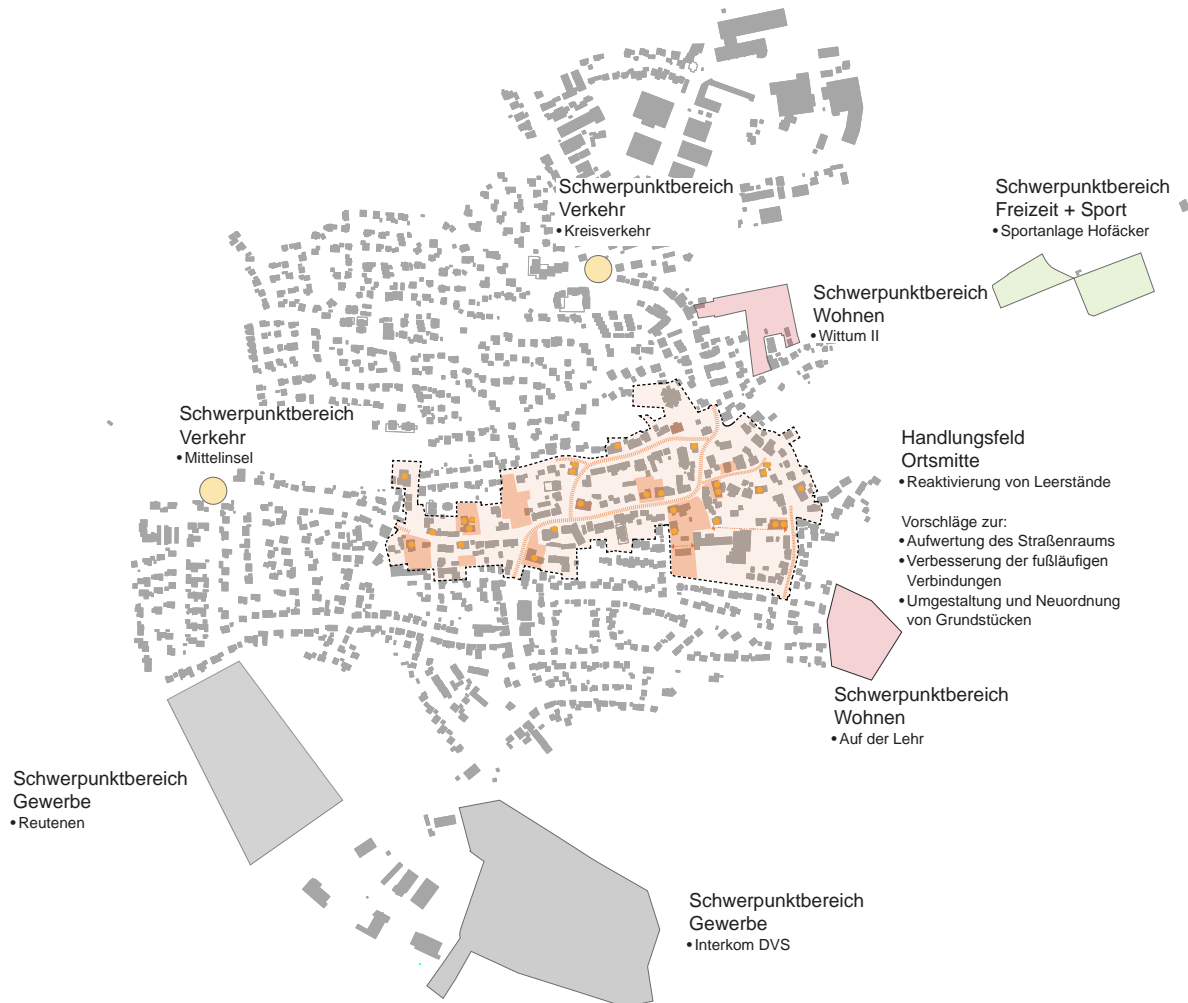 Schwerpunktbereich
Verkehr
• Kreisverkehr
Schwerpunktbereich
Freizeit + Sport
• Sportanlage Hofäcker
Schwerpunktbereich
Wohnen
• Wittum II
Schwerpunktbereich
Verkehr
• Mittelinsel
Handlungsfeld
Ortsmitte
• Reaktivierung von Leerstände
Vorschläge zur:
• Aufwertung des Straßenraums
• Verbesserung der fußläufigen
Verbindungen
• Umgestaltung und Neuordnung
von Grundstücken
Schwerpunktbereich
Wohnen
• Auf der Lehr
Schwerpunktbereich
Gewerbe
• Reutenen
Schwerpunktbereich
Gewerbe
• Interkom DVS